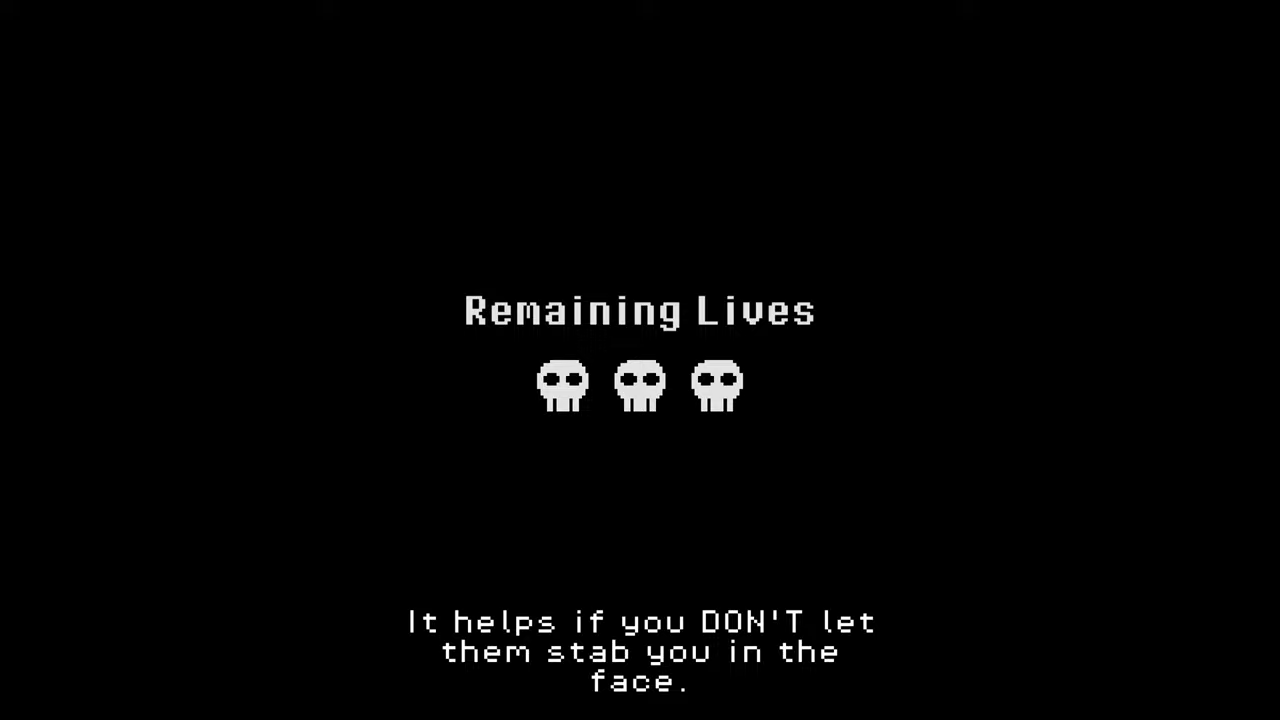 Remaining Lives
It helps if you DON'T let
them stab you in the
face.